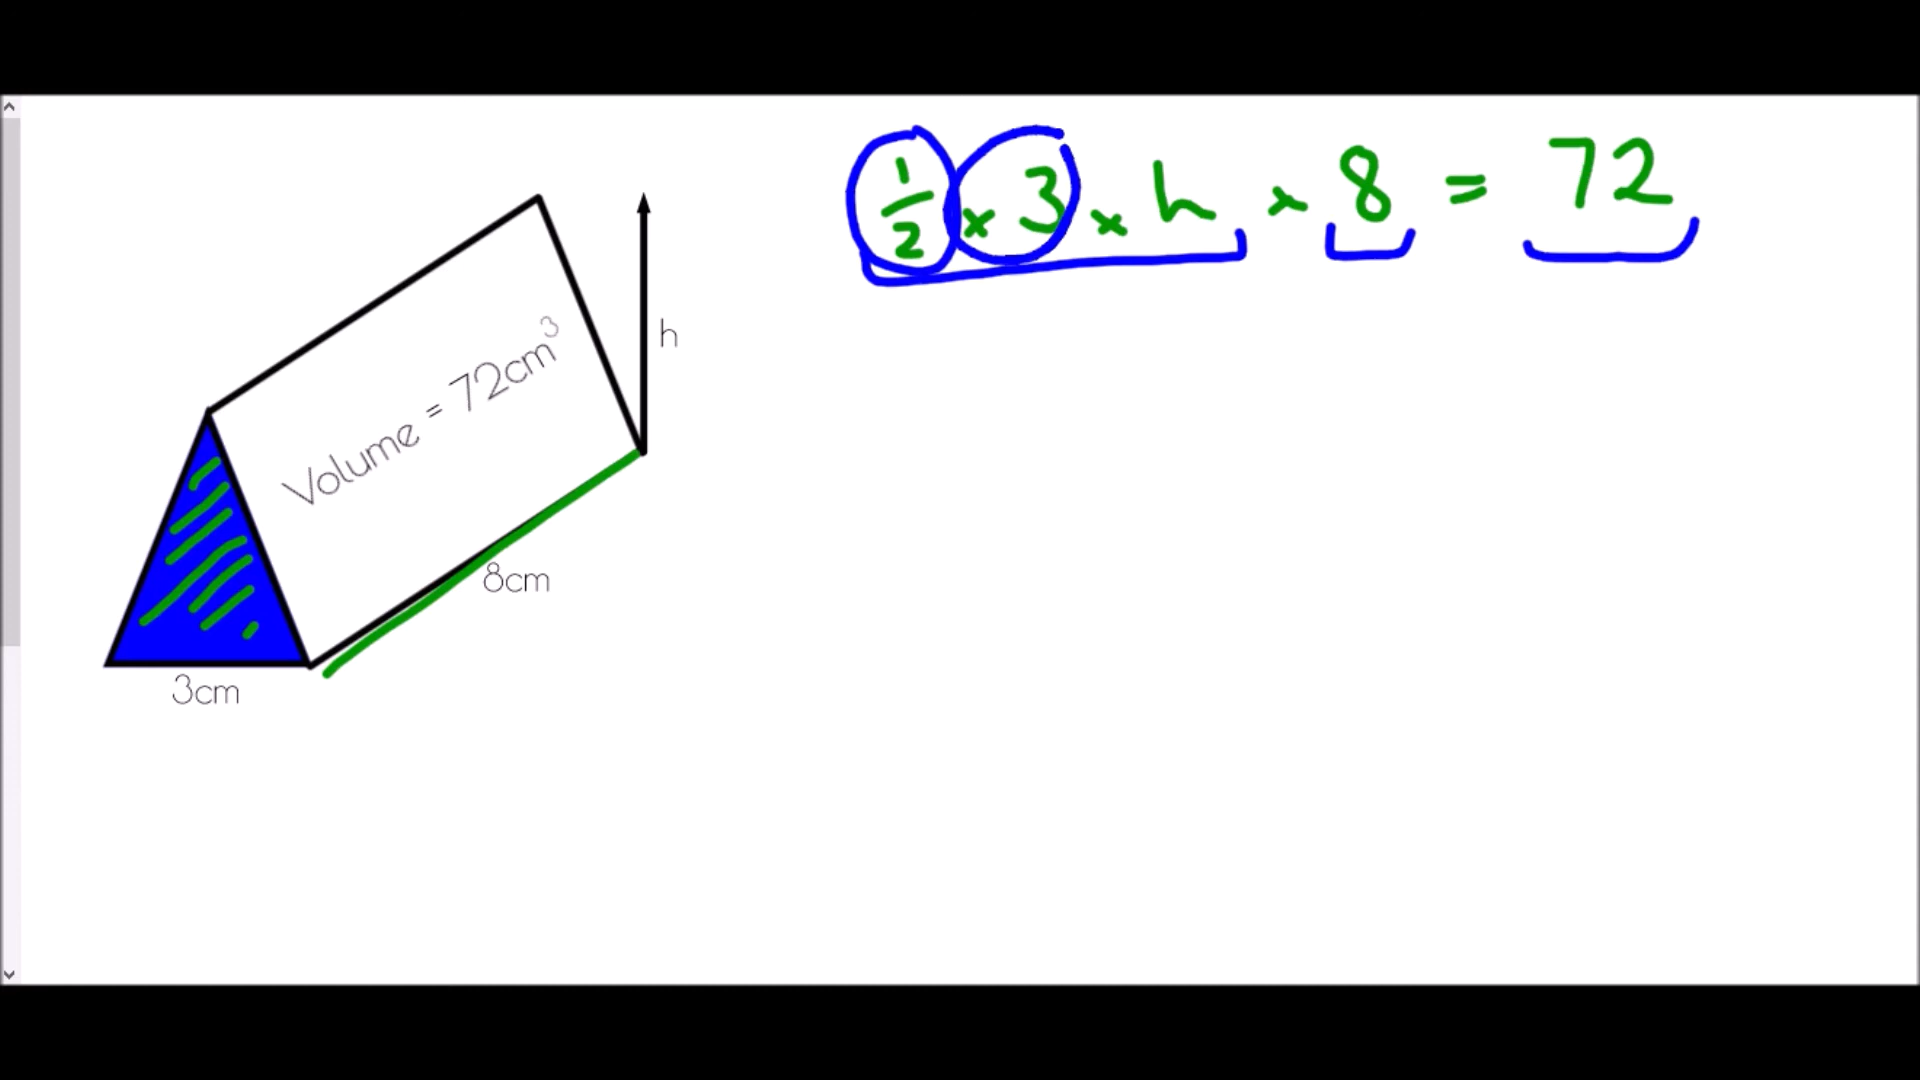 ½ × 3 × h × 8 = 72
h
Volume = 72cm³
8cm
3cm